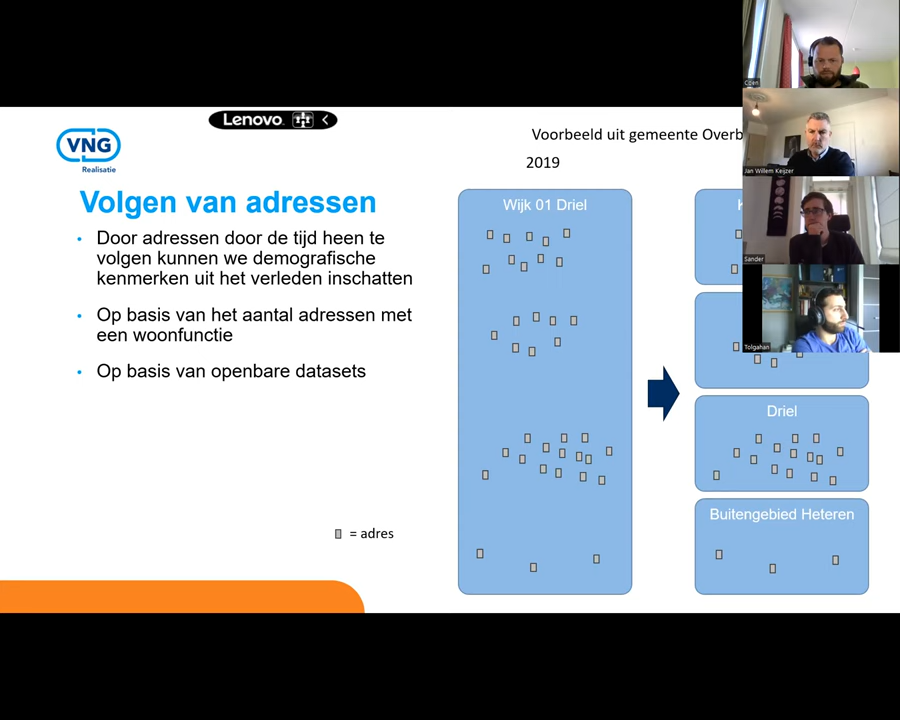 Lenovo
VNG
Realisatie
Volgen van adressen
• Door adressen door de tijd heen te
volgen kunnen we demografische
kenmerken uit het verleden inschatten
• Op basis van het aantal adressen met
een woonfunctie
• Op basis van openbare datasets
= adres
Voorbeeld uit gemeente Overb
2019
Wijk 01 Driel
K
Driel
Buitengebied Heteren
Coen
Jan Willem Keijzer
Sander
Tolgahan